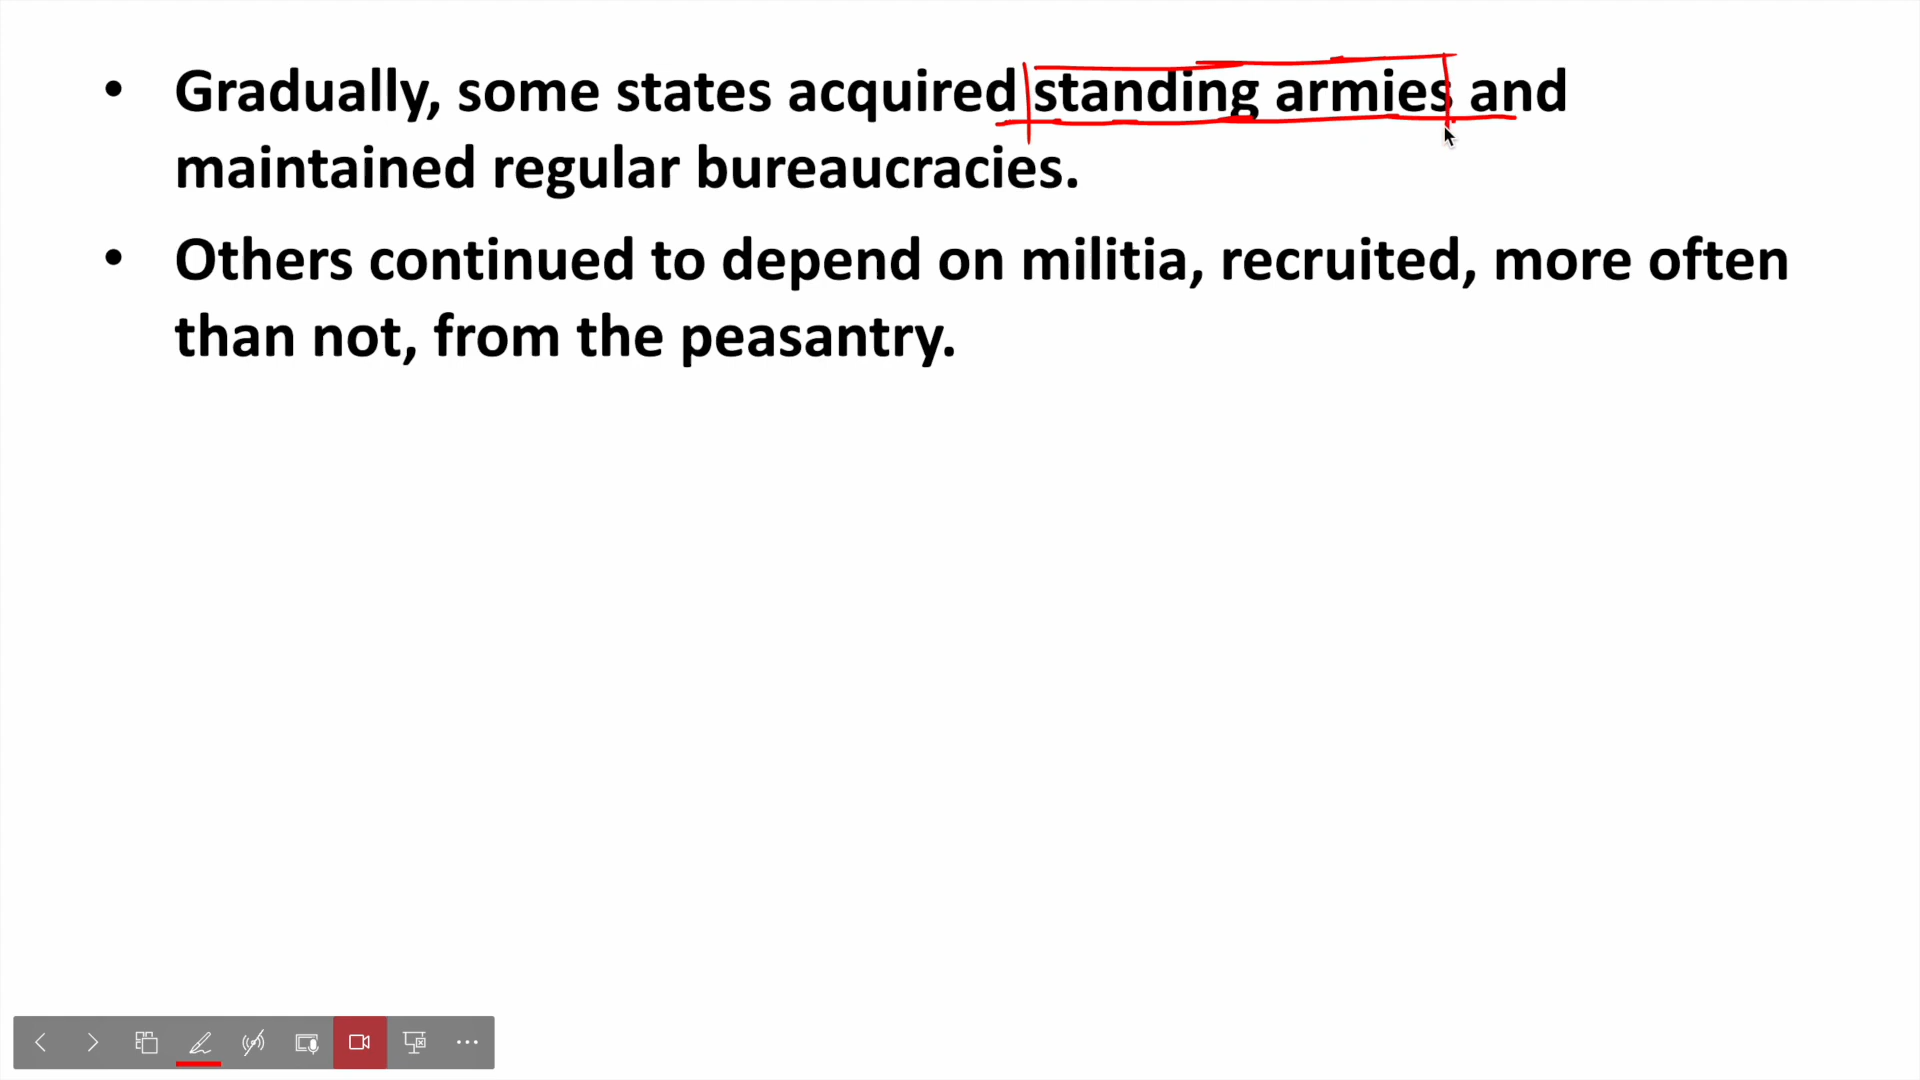 • Gradually, some states acquired standing armies and
maintained regular bureaucracies.
• Others continued to depend on militia, recruited, more often
than not, from the peasantry.